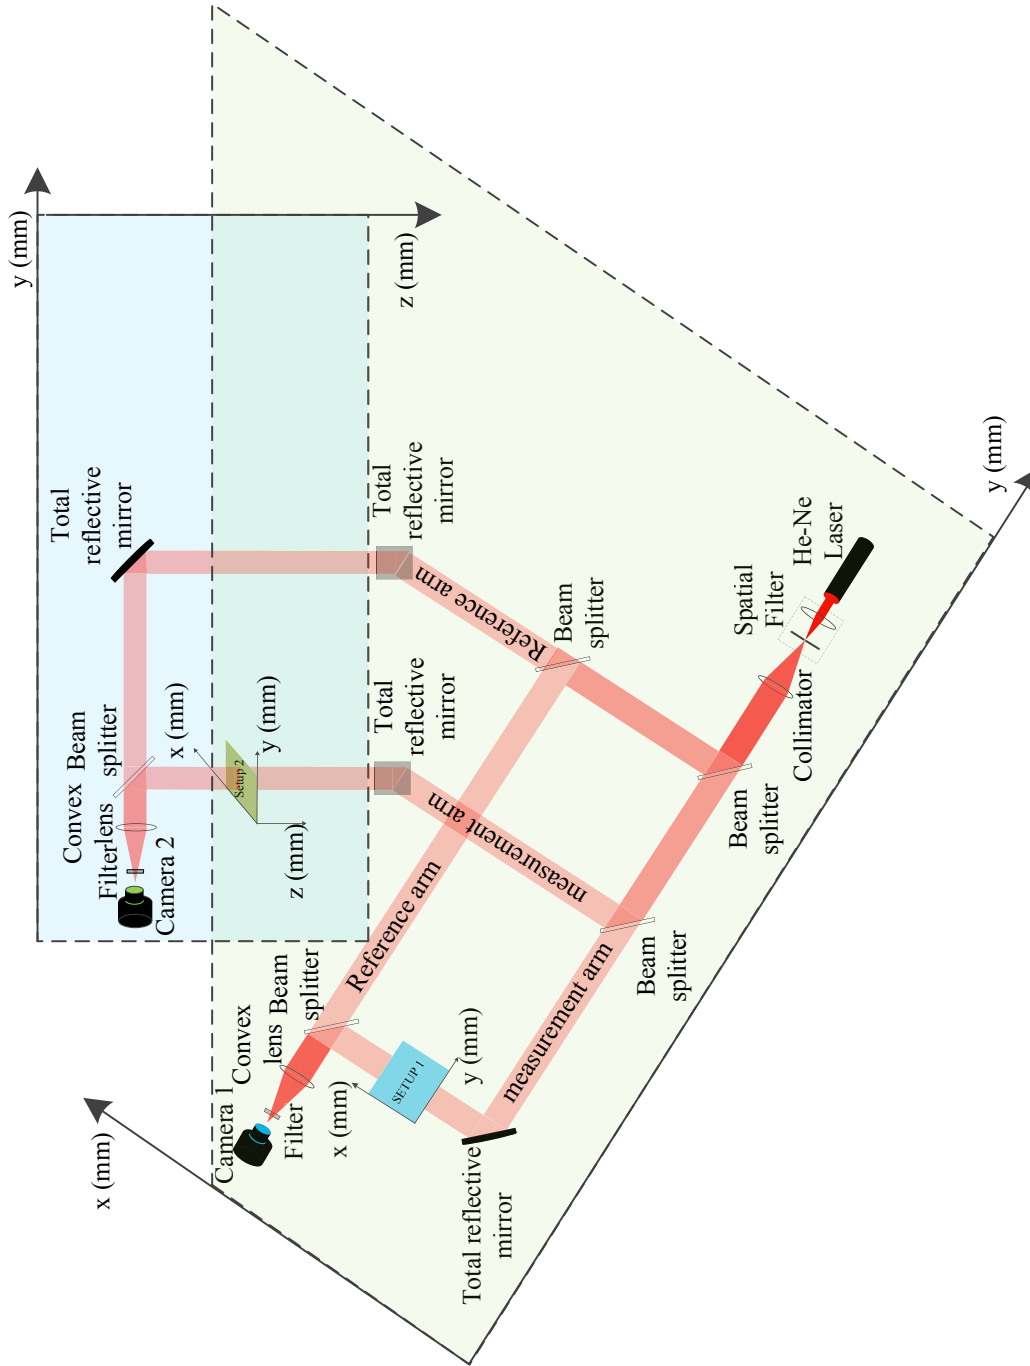 y (mm)
z (mm)
Total
reflective
mirror
Total
reflective
mirror
Total
reflective
mirror
Convex
lens
Beam
splitter
Filter
Camera 2
x (mm)
y (mm)
z (mm)
Setup 2
Reference arm
measurement arm
Beam
splitter
Reference arm
Beam
splitter
Convex
lens
Filter
Camera 1
x (mm)
y (mm)
SETUP 1
x (mm)
Total reflective
mirror
measurement arm
Beam
splitter
Beam
splitter
Collimator
Spatial
Filter
He-Ne
Laser
y (mm)